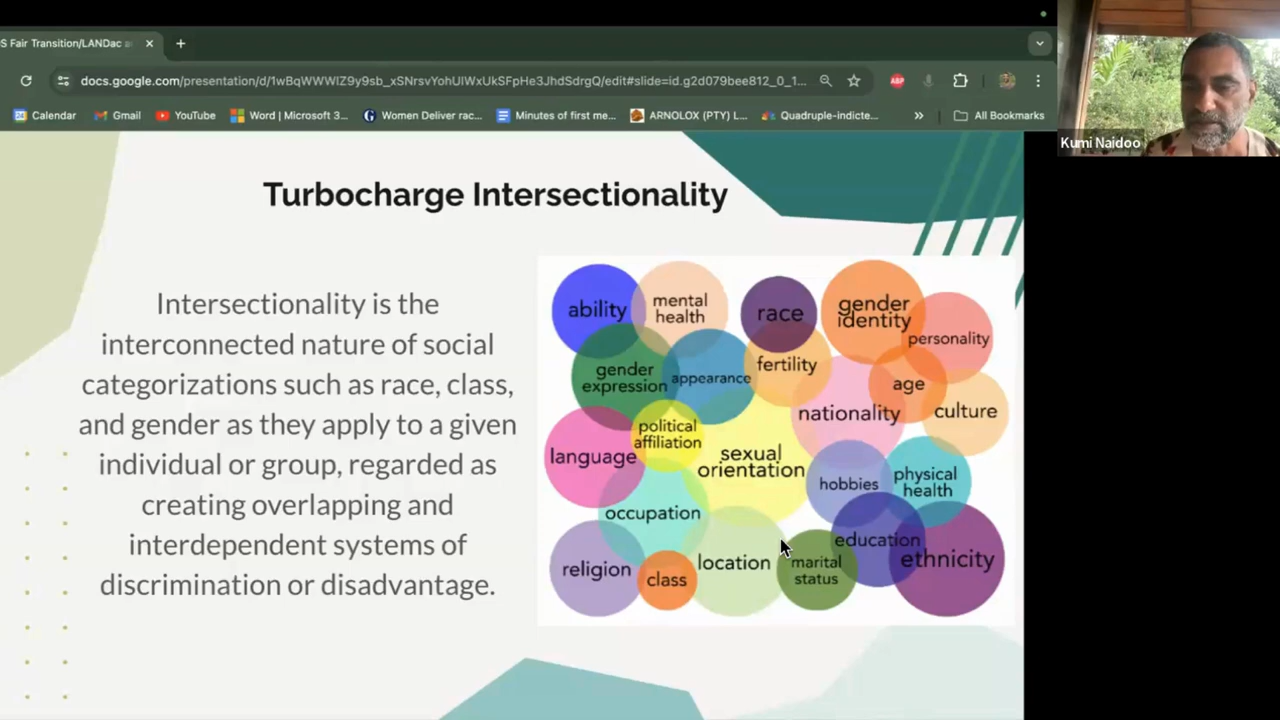 S Fair Transition/LANDac a
docs.google.com/presentation/d/1wBqWWWIZ9y9sb_xSNrsvYohUIWxUkSFpHe3JhdSdrgQ/edit#slide=id.g2d079bee812_0_1...
Calendar
Gmail
YouTube
Word | Microsoft 3...
Women Deliver rac...
Minutes of first me...
ARNOLOX (PTY) L...
Quadruple-indicte...
All Bookmarks
ABP
Kumi Naidoo
Turbocharge Intersectionality
Intersectionality is the
interconnected nature of social
categorizations such as race, class,
and gender as they apply to a given
individual or group, regarded as
creating overlapping and
interdependent systems of
discrimination or disadvantage.
ability
mental
health
race
gender
identity
personality
gender
expression
appearance
fertility
age
nationality
culture
political
affiliation
language
sexual
orientation
hobbies
physical
health
occupation
education
ethnicity
religion
class
location
marital
status